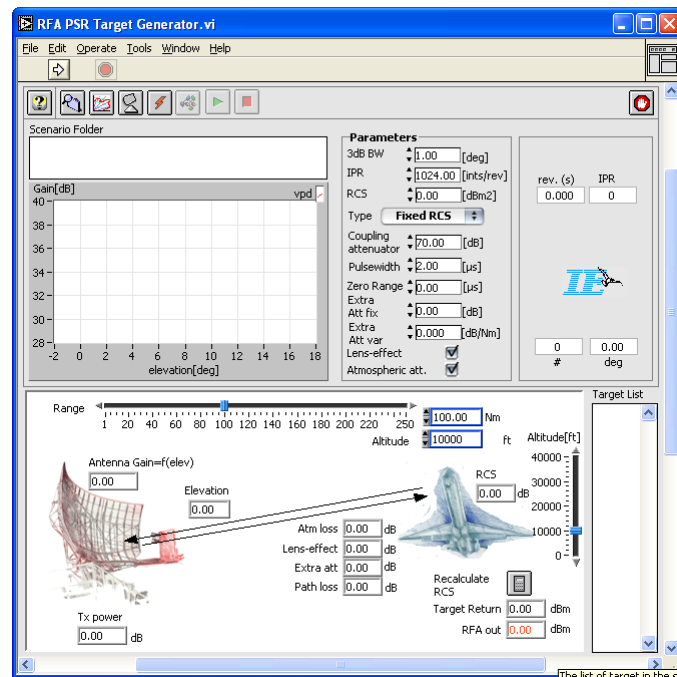 RFA PSR Target Generator.vi
File Edit Operate Tools Window Help
Scenario Folder
Gain[dB]
vpd
40
38
36
34
32
30
28
-2 0 2 4 6 8 10 12 14 16 18
elevation[deg]
Parameters
3dB BW 1.00 [deg]
IPR 1024.00 [ints/rev]
RCS 0.00 [dBm2]
Type Fixed RCS
Coupling
attenuator 70.00 [dB]
Pulsewidth 2.00 [µs]
Zero Range 0.00 [µs]
Extra
Att fix 0.00 [dB]
Extra
Att var 0.000 [dB/Nm]
Lens-effect
Atmospheric att.
rev. (s) IPR
0.000 0
IE
0 0.00
# deg
Target List
Range
1 20 40 60 80 100 120 140 160 180 200 220 250
100.00 Nm
Altitude 10000 ft
Altitude[ft]
40000
30000
20000
10000
0
Antenna Gain=f(elev)
0.00
Elevation
0.00
RCS
0.00 dB
Atm loss 0.00 dB
Lens-effect 0.00 dB
Extra att 0.00 dB
Path loss 0.00 dB
Recalculate
RCS
Target Return 0.00 dBm
RFA out 0.00 dBm
Tx power
0.00 dB
The list of target in the